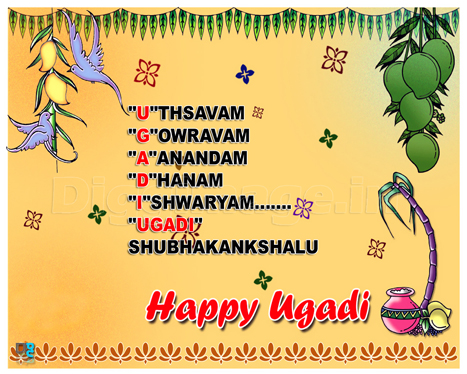 "U"THSAVAM
"G"OWRAVAM
"A"ANANDAM
"D"HANAM
"I"SHWARYAM.......
"UGADI"
SHUBHAKANKSHALU
Happy Ugadi